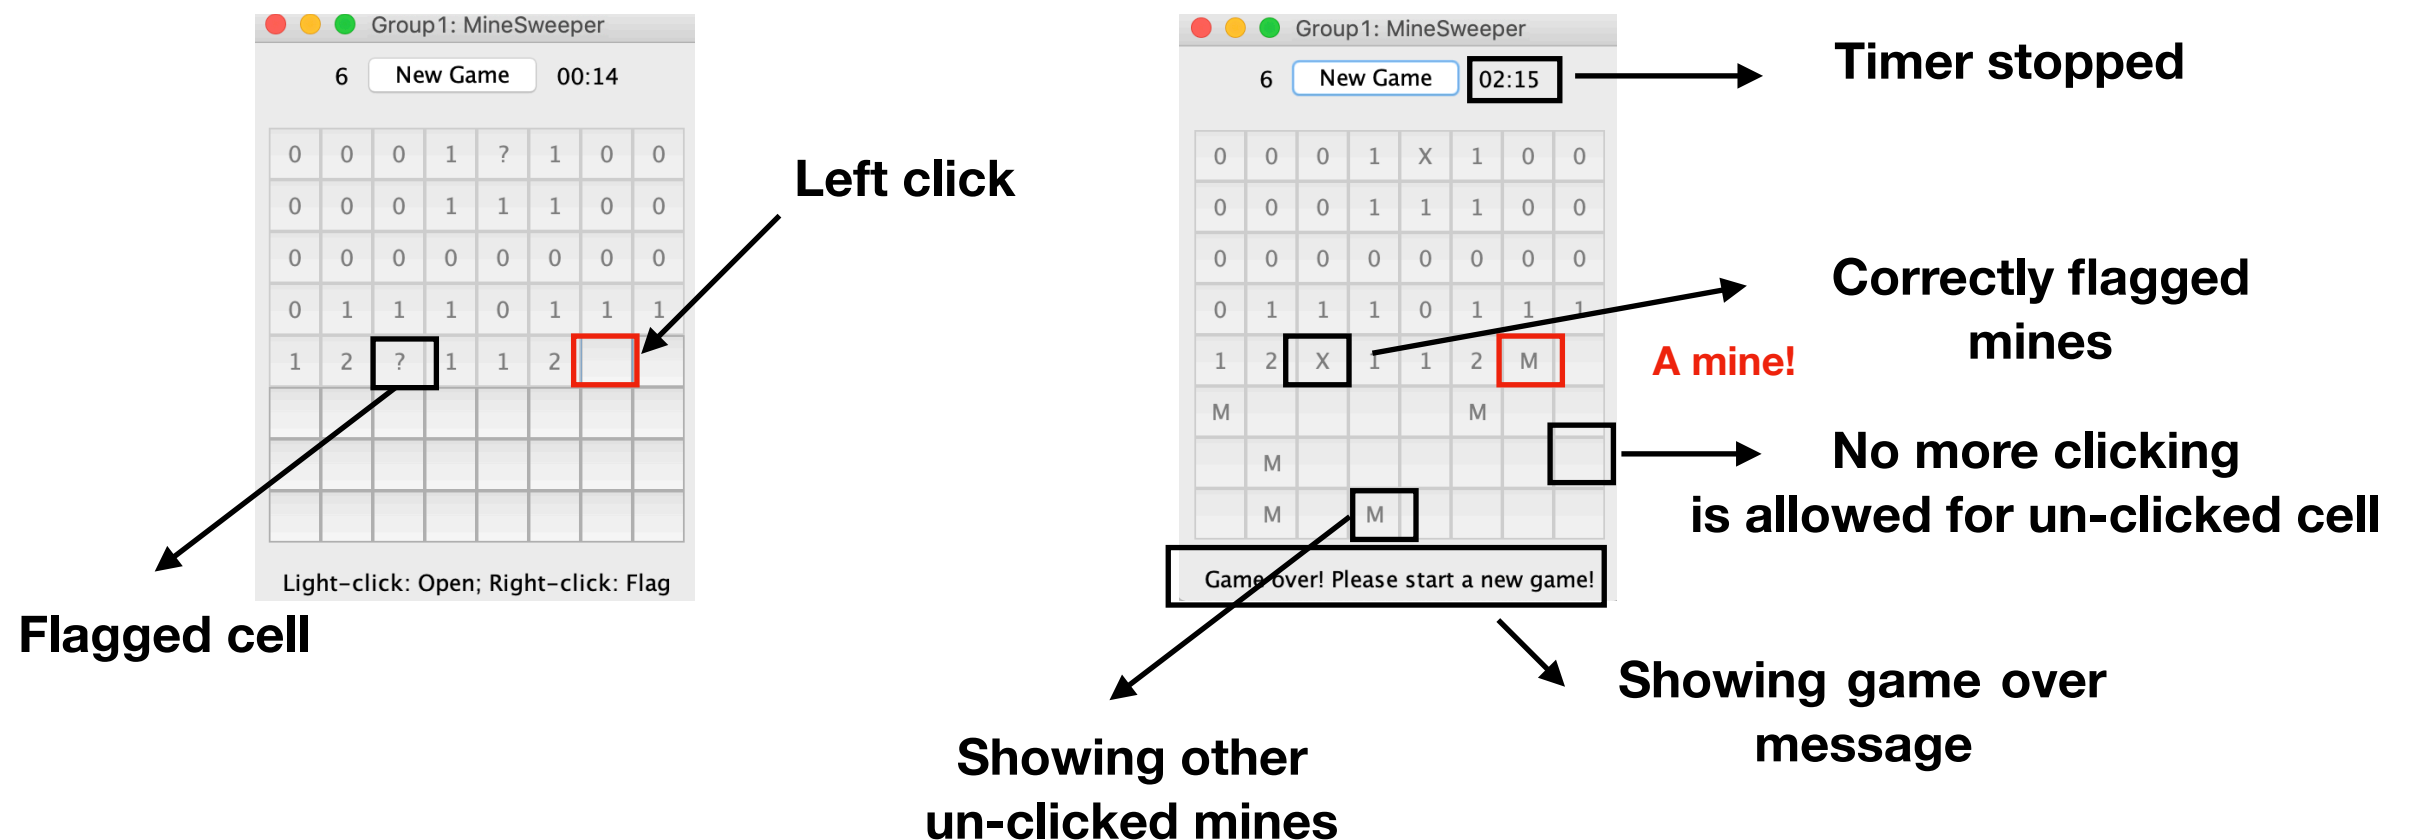 Group1: MineSweeper
6 New Game 00:14
0 0 0 1 ? 1 0 0
0 0 0 1 1 1 0 0
0 0 0 0 0 0 0 0
0 1 1 1 0 1 1 1
1 2 ? 1 1 2
Light-click: Open; Right-click: Flag
Flagged cell
Left click
Group1: MineSweeper
6 New Game 02:15
0 0 0 1 X 1 0 0
0 0 0 1 1 1 0 0
0 0 0 0 0 0 0 0
0 1 1 1 0 1 1 1
1 2 X 1 1 2 M
M M
M
M M
Game over! Please start a new game!
Timer stopped
Correctly flagged
mines
A mine!
No more clicking
is allowed for un-clicked cell
Showing game over
message
Showing other
un-clicked mines